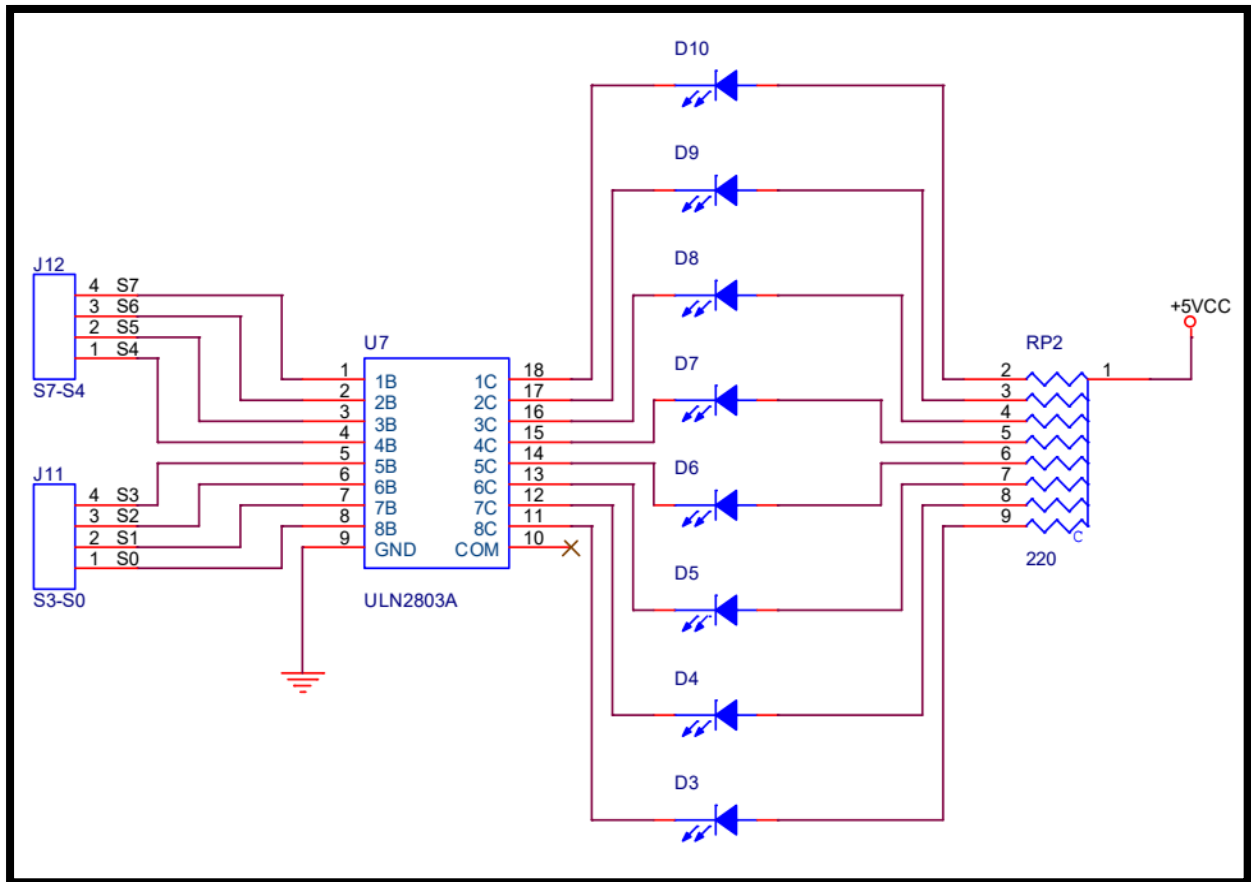 D10
D9
D8
D7
D6
D5
D4
D3
J12
4 S7
3 S6
2 S5
1 S4
S7-S4
J11
4 S3
3 S2
2 S1
1 S0
S3-S0
U7
1 1B 1C 18
2 2B 2C 17
3 3B 3C 16
4 4B 4C 15
5 5B 5C 14
6 6B 6C 13
7 7B 7C 12
8 8B 8C 11
9 GND COM 10
ULN2803A
+5VCC
RP2
2 1
3
4
5
6
7
8
9
C
220